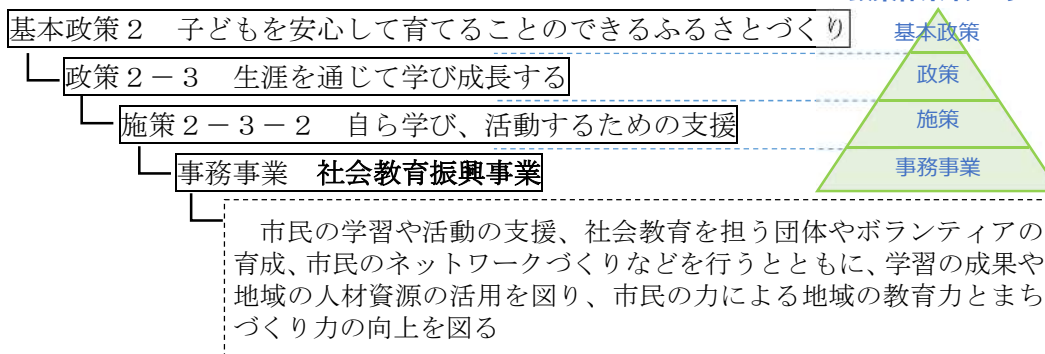 基本政策２　子どもを安心して育てることのできるふるさとづくり
政策２－３　生涯を通じて学び成長する
施策２－３－２　自ら学び、活動するための支援
事務事業　社会教育振興事業
市民の学習や活動の支援、社会教育を担う団体やボランティアの
育成、市民のネットワークづくりなどを行うとともに、学習の成果や
地域の人材資源の活用を図り、市民の力による地域の教育力とまち
づくり力の向上を図る
基本政策
政策
施策
事務事業